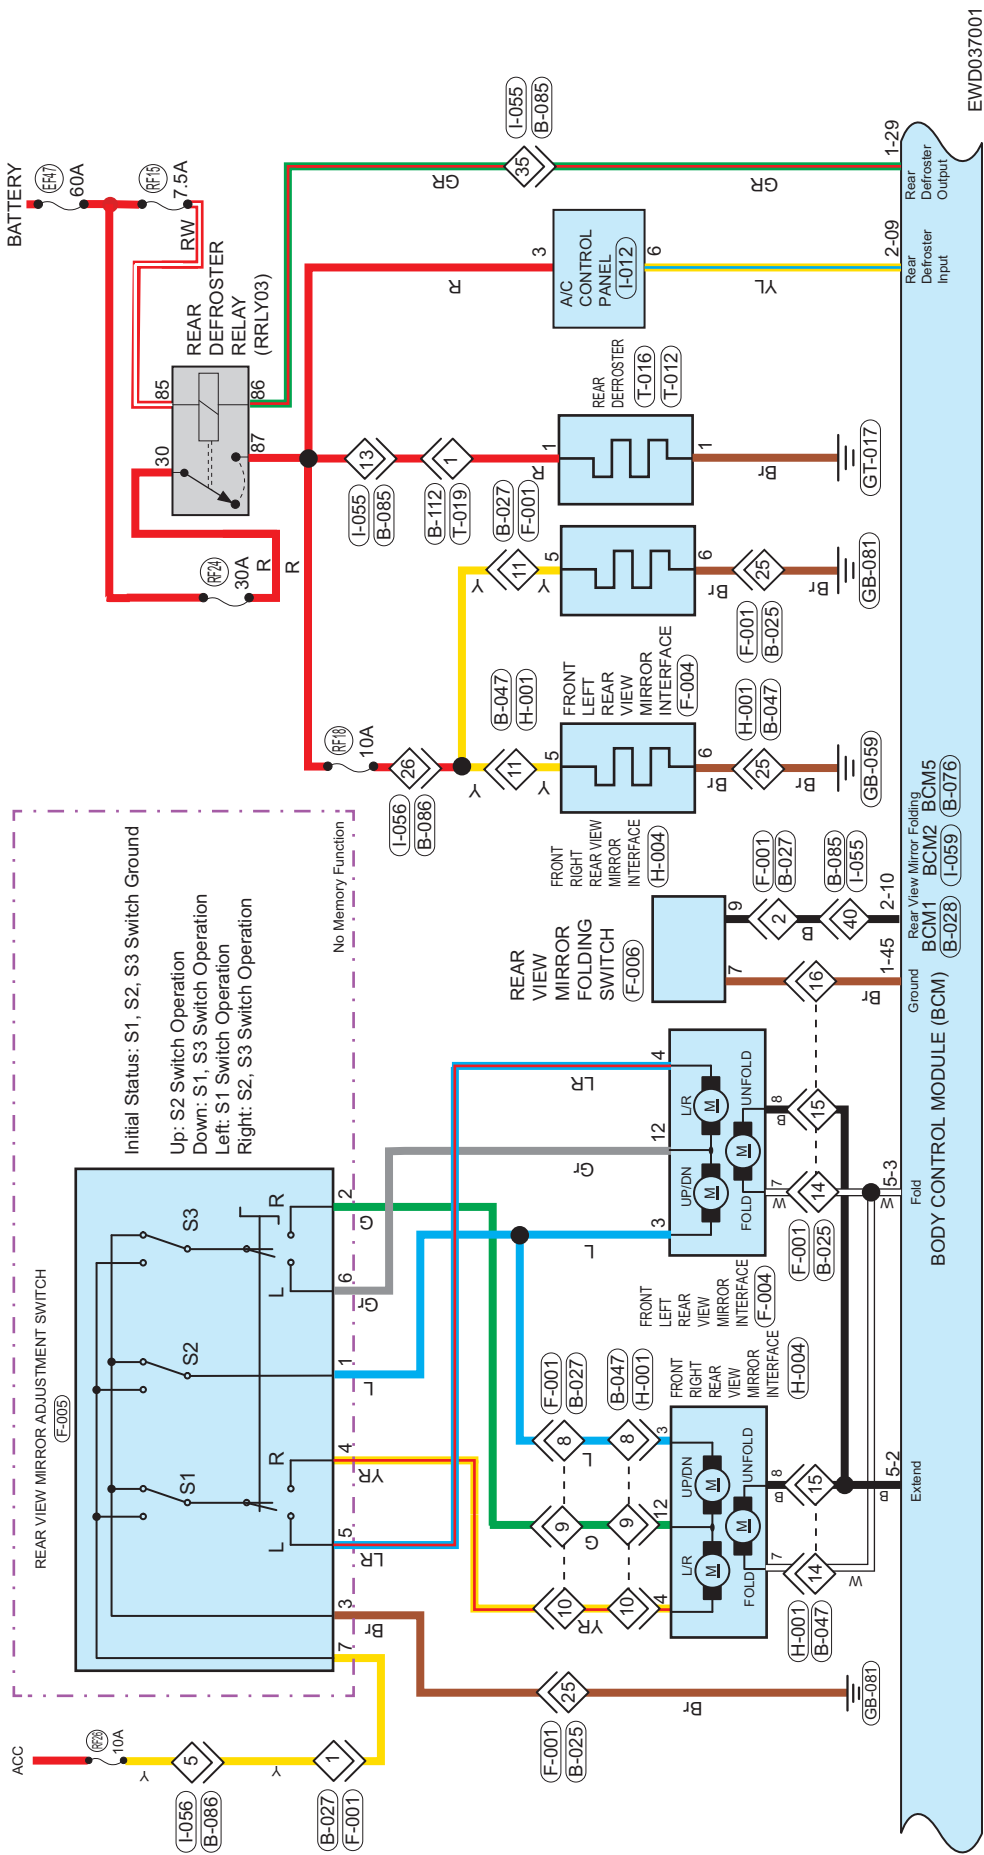 ACC
RF26
10A
Y
5
I-056
B-086
Y
1
B-027
F-001
REAR VIEW MIRROR ADJUSTMENT SWITCH
F-005
S1
S2
S3
L
R
L
R
7
3
5
4
1
6
2
Br
LR
YR
L
Gr
G
Initial Status: S1, S2, S3 Switch Ground
Up: S2 Switch Operation
Down: S1, S3 Switch Operation
Left: S1 Switch Operation
Right: S2, S3 Switch Operation
No Memory Function
BATTERY
EF47
60A
RF15
7.5A
RW
REAR
DEFROSTER
RELAY
(RRLY03)
30
85
87
86
RF24
30A
R
R
RF18
10A
26
I-056
B-086
13
I-055
B-085
1
B-112
T-019
R
GR
35
I-055
B-085
GR
3
A/C
CONTROL
PANEL
I-012
6
YL
Y
11
Y
B-047
H-001
Y
11
Y
B-027
F-001
R
1
REAR
DEFROSTER
T-016
T-012
1
Br
GT-017
5
FRONT
LEFT
REAR
VIEW
MIRROR
INTERFACE
F-004
6
Br
25
Br
F-001
B-025
GB-081
5
FRONT
RIGHT
REAR VIEW
MIRROR
INTERFACE
H-004
6
Br
25
Br
H-001
B-047
GB-059
REAR
VIEW
MIRROR
FOLDING
SWITCH
F-006
7
9
16
Br
2
B
40
F-001
B-027
B-085
I-055
LR
Gr
L
3
12
4
UP/DN
L/R
M
M
M
FOLD
UNFOLD
7
8
W
B
14
15
F-001
B-025
W
FRONT
LEFT
REAR
VIEW
MIRROR
INTERFACE
F-004
F-001
B-027
B-047
H-001
10
9
8
YR
G
L
10
9
8
4
12
3
L/R
UP/DN
M
M
M
FOLD
UNFOLD
7
8
B
14
15
W
B
H-001
B-047
FRONT
RIGHT
REAR
VIEW
MIRROR
INTERFACE
H-004
25
F-001
B-025
Br
GB-081
5-2
Extend
5-3
Fold
1-45
Ground
2-10
Rear View Mirror Folding
2-09
Rear
Defroster
Input
1-29
Rear
Defroster
Output
BODY CONTROL MODULE (BCM)
BCM1 BCM2 BCM5
B-028 I-059 B-076
EWD037001